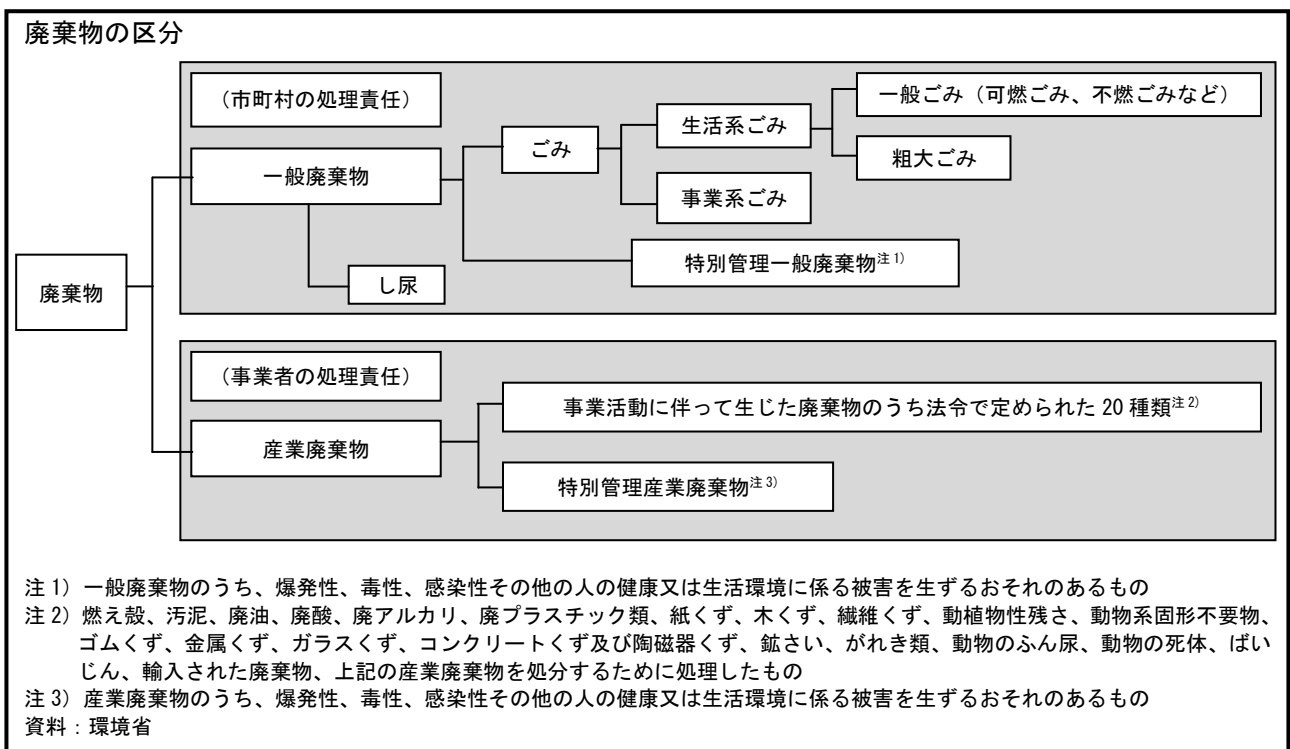 廃棄物の区分
（市町村の処理責任）
一般ごみ（可燃ごみ、不燃ごみなど）
生活系ごみ
ごみ
粗大ごみ
一般廃棄物
事業系ごみ
特別管理一般廃棄物注1)
し尿
廃棄物
（事業者の処理責任）
事業活動に伴って生じた廃棄物のうち法令で定められた 20 種類注2)
産業廃棄物
特別管理産業廃棄物注3)
注 1）一般廃棄物のうち、爆発性、毒性、感染性その他の人の健康又は生活環境に係る被害を生ずるおそれのあるもの
注 2）燃え殻、汚泥、廃油、廃酸、廃アルカリ、廃プラスチック類、紙くず、木くず、繊維くず、動植物性残さ、動物系固形不要物、
ゴムくず、金属くず、ガラスくず、コンクリートくず及び陶磁器くず、鉱さい、がれき類、動物のふん尿、動物の死体、ばい
じん、輸入された廃棄物、上記の産業廃棄物を処分するために処理したもの
注 3）産業廃棄物のうち、爆発性、毒性、感染性その他の人の健康又は生活環境に係る被害を生ずるおそれのあるもの
資料：環境省